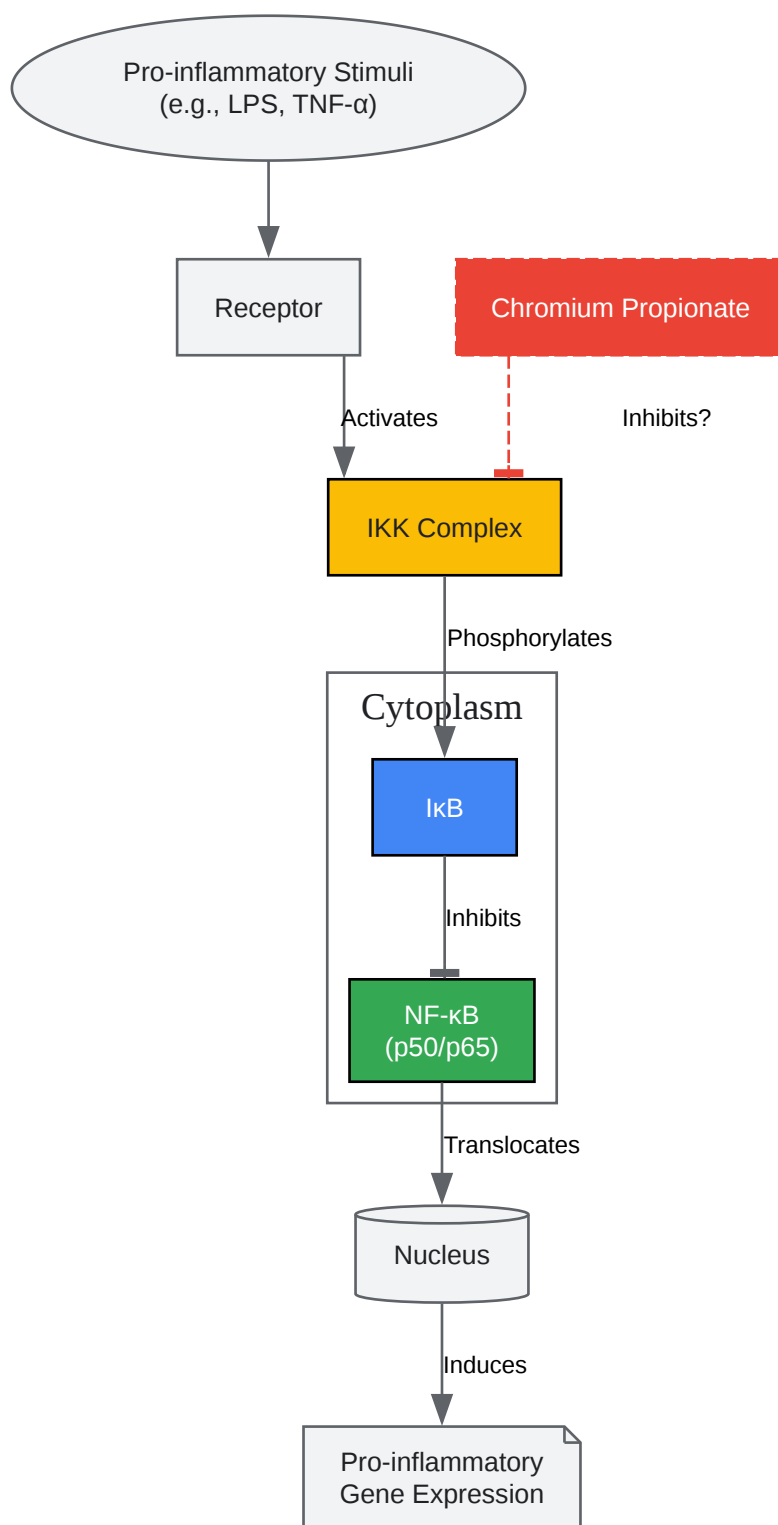 Pro-inflammatory Stimuli
(e.g., LPS, TNF-α)
Receptor
Chromium Propionate
Activates
Inhibits?
IKK Complex
Phosphorylates
Cytoplasm
IκB
Inhibits
NF-κB
(p50/p65)
Translocates
Nucleus
Induces
Pro-inflammatory
Gene Expression